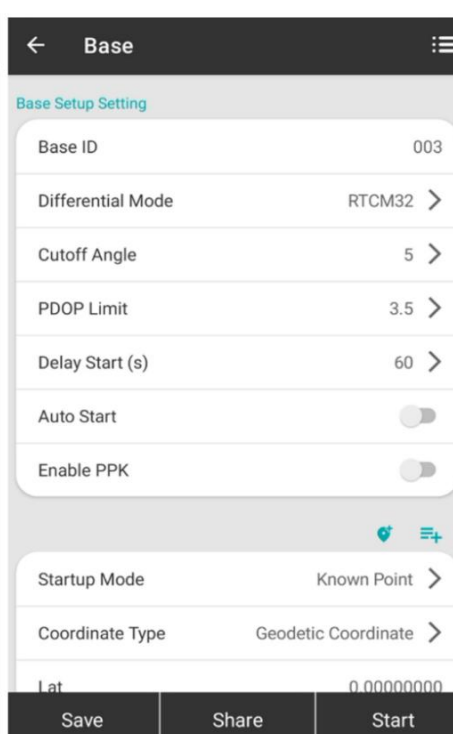 Base
Base Setup Setting
Base ID 003
Differential Mode RTCM32
Cutoff Angle 5
PDOP Limit 3.5
Delay Start (s) 60
Auto Start
Enable PPK
Startup Mode Known Point
Coordinate Type Geodetic Coordinate
Lat 0.00000000
Save Share Start